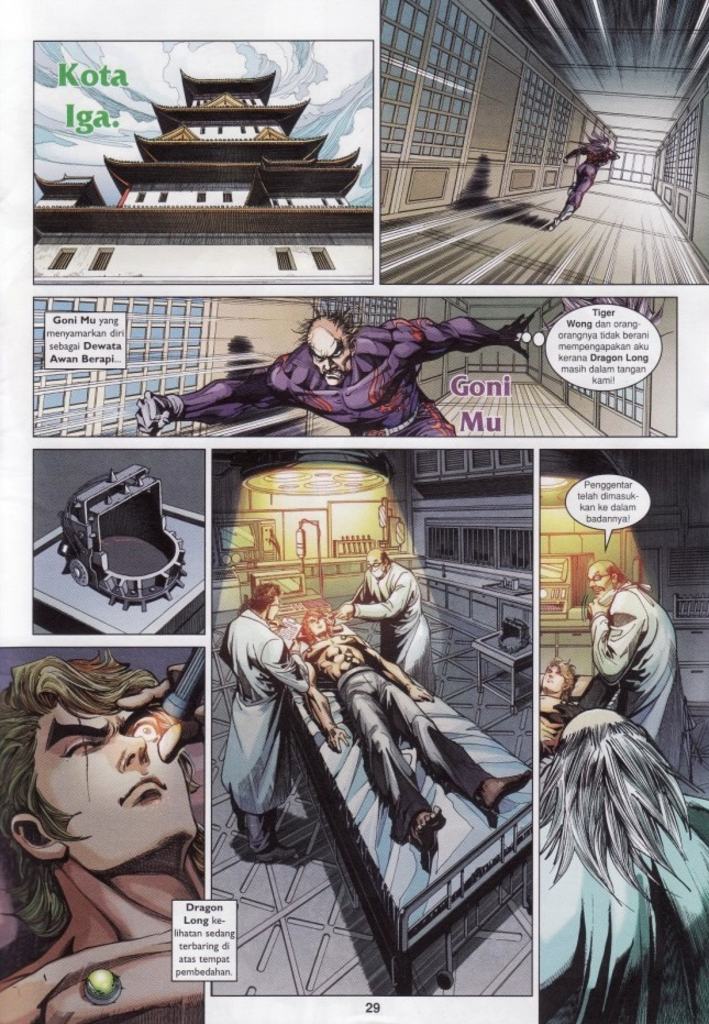 Kota
Iga.
Goni Mu yang
menyamarkan diri
sebagai Dewata
Awan Berapi...
Tiger
Wong dan orang-
orangnya tidak berani
mempengapakan aku
kerana Dragon Long
masih dalam tangan
kami!
Goni
Mu
Penggentar
telah dimasuk-
kan ke dalam
badannya!
Dragon
Long ke-
lihatan sedang
terbaring di
atas tempat
pembedahan.
29